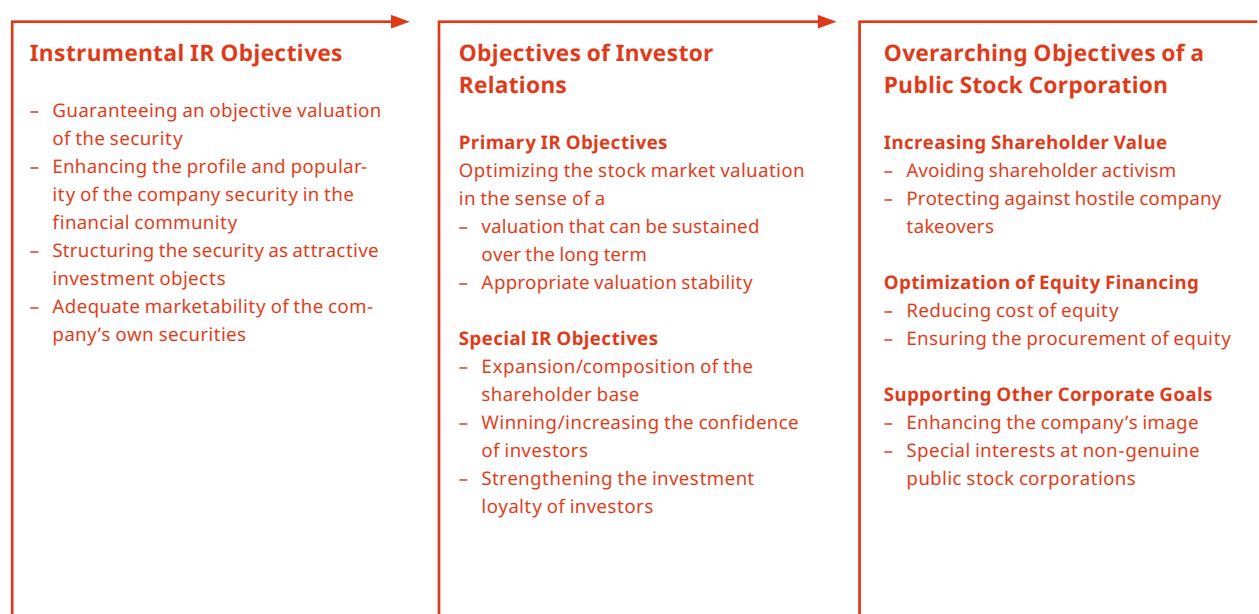 Instrumental IR Objectives
– Guaranteeing an objective valuation
of the security
– Enhancing the profile and popular-
ity of the company security in the
financial community
– Structuring the security as attractive
investment objects
– Adequate marketability of the com-
pany’s own securities
Objectives of Investor
Relations
Primary IR Objectives
Optimizing the stock market valuation
in the sense of a
– valuation that can be sustained
over the long term
– Appropriate valuation stability
Special IR Objectives
– Expansion/composition of the
shareholder base
– Winning/increasing the confidence
of investors
– Strengthening the investment
loyalty of investors
Overarching Objectives of a
Public Stock Corporation
Increasing Shareholder Value
– Avoiding shareholder activism
– Protecting against hostile company
takeovers
Optimization of Equity Financing
– Reducing cost of equity
– Ensuring the procurement of equity
Supporting Other Corporate Goals
– Enhancing the company’s image
– Special interests at non-genuine
public stock corporations